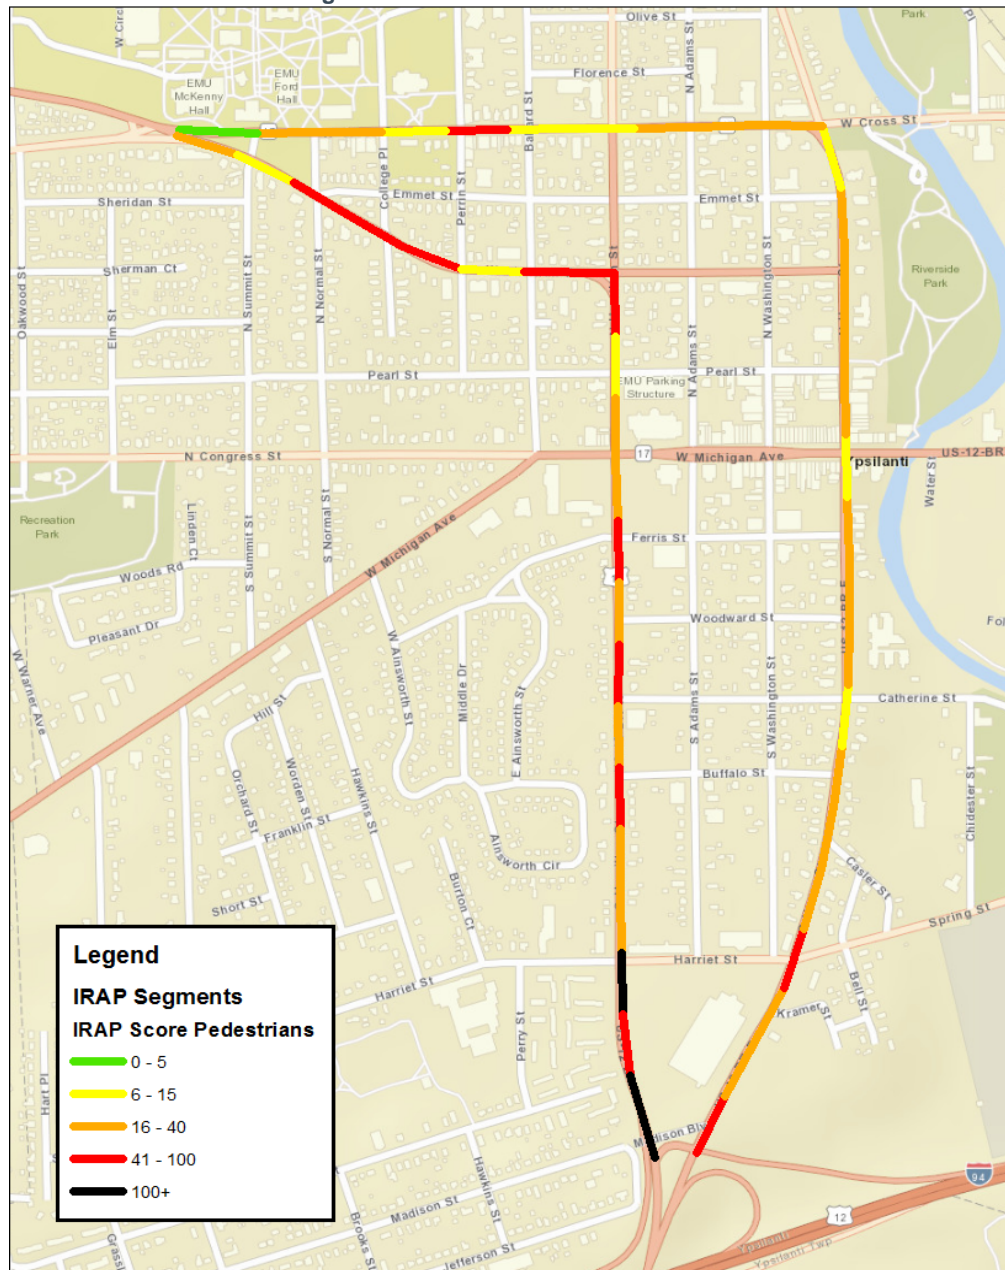 Olive St
Park
W Circ
Florence St
N Adams St
Pl
EMU
McKenny
Hall
EMU
Ford
Hall
Ballard St
W Cross St
College Pl
Perrin St
Emmet St
Emmet St
Sheridan St
Sherman Ct
Oakwood St
Elm St
N Summit St
N Normal St
N Washington St
Riverside
Park
N Adams St
Pearl St
Pearl St
EMU Parking
Structure
N Congress St
17
W Michigan Ave
Ypsilanti
US-12-BR
Water St
Recreation
Park
Linden Ct
S Summit St
S Normal St
W Michigan Ave
Ferris St
Woods Rd
Pleasant Dr
Woodward St
W Warner Ave
W Ainsworth St
Middle Dr
E Ainsworth St
S Adams St
S Washington St
Catherine St
Hill St
Orchard St
Worden St
Hawkins St
Buffalo St
Chidester St
Franklin St
Ainsworth Cir
Burton Ct
Casler St
Short St
Spring St
Harriet St
Harriet St
Bell St
Kramer St
Perry St
Hart Pl
Madison Blv
Hawkins St
Madison St
Brooks St
Jefferson St
94
12
Ypsilanti
Ypsilanti Twp
Legend
IRAP Segments
IRAP Score Pedestrians
0 - 5
6 - 15
16 - 40
41 - 100
100+